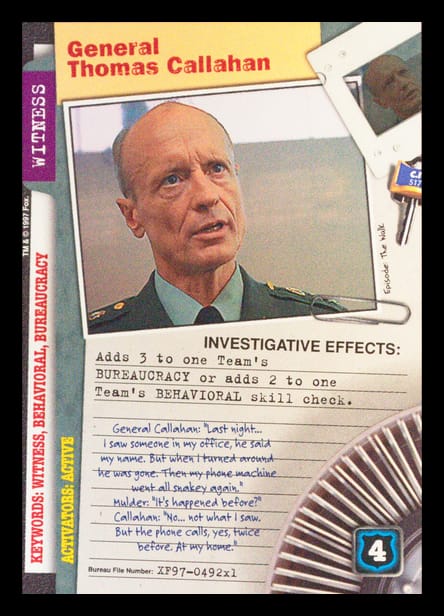 General
Thomas Callahan
WITNESS
TM & © 1997 Fox.
KEYWORDS: WITNESS, BEHAVIORAL, BUREAUCRACY
ACTIVATORS: ACTIVE
Episode: The Walk
INVESTIGATIVE EFFECTS:
Adds 3 to one Team's
BUREAUCRACY or adds 2 to one
Team's BEHAVIORAL skill check.
General Callahan: "Last night...
I saw someone in my office, he said
my name. But when I turned around
he was gone. Then my phone machine
went all snakey again."
Mulder: "It's happened before?"
Callahan: "No... not what I saw.
But the phone calls, yes, twice
before. At my home."
Bureau File Number: XF97-0492x1
4